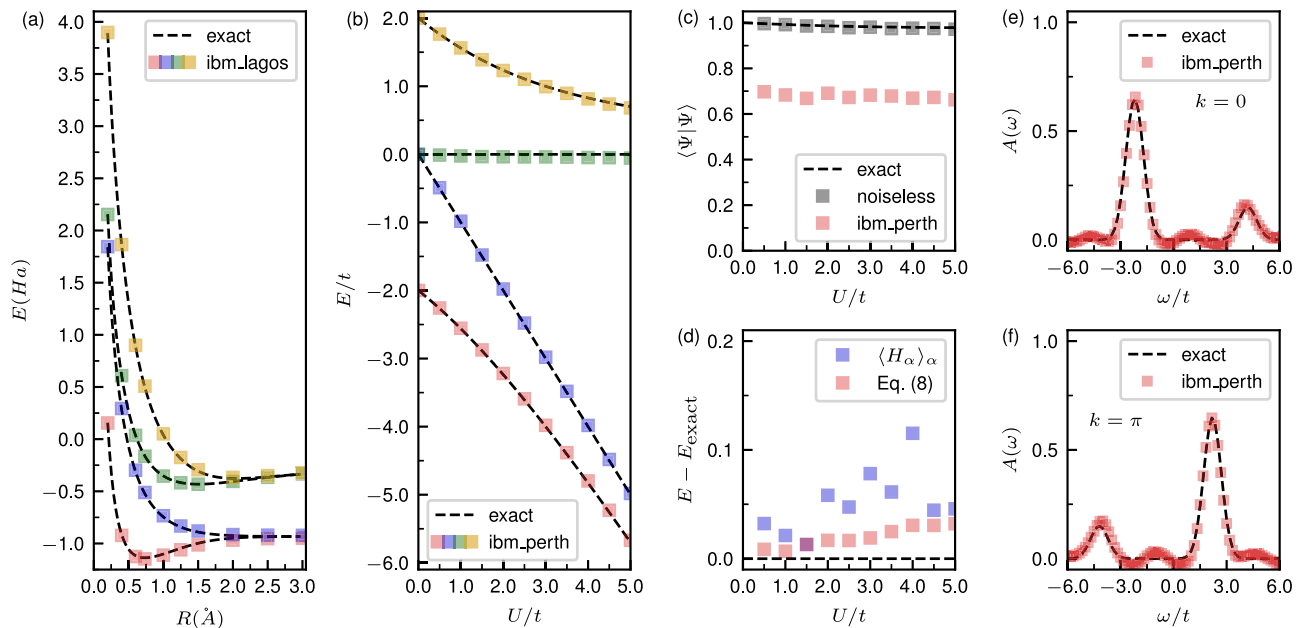 (a)
4.0
3.5
3.0
2.5
2.0
1.5
1.0
0.5
0.0
−0.5
−1.0
E(Ha)
0.0 0.5 1.0 1.5 2.0 2.5 3.0
R(Å)
exact
ibm_lagos
(b)
2.0
1.0
0.0
−1.0
−2.0
−3.0
−4.0
−5.0
−6.0
E/t
0.0 1.0 2.0 3.0 4.0 5.0
U/t
exact
ibm_perth
(c)
1.0
0.8
0.6
0.4
0.2
0.0
⟨Ψ|Ψ⟩
exact
noiseless
ibm_perth
0.0 1.0 2.0 3.0 4.0 5.0
U/t
(d)
0.2
0.1
0.0
E − Eexact
⟨Hα⟩α
Eq. (8)
0.0 1.0 2.0 3.0 4.0 5.0
U/t
(e)
1.0
0.5
0.0
A(ω)
exact
ibm_perth
k = 0
−6.0 −3.0 0.0 3.0 6.0
ω/t
(f)
1.0
0.5
0.0
A(ω)
exact
ibm_perth
k = π
−6.0 −3.0 0.0 3.0 6.0
ω/t